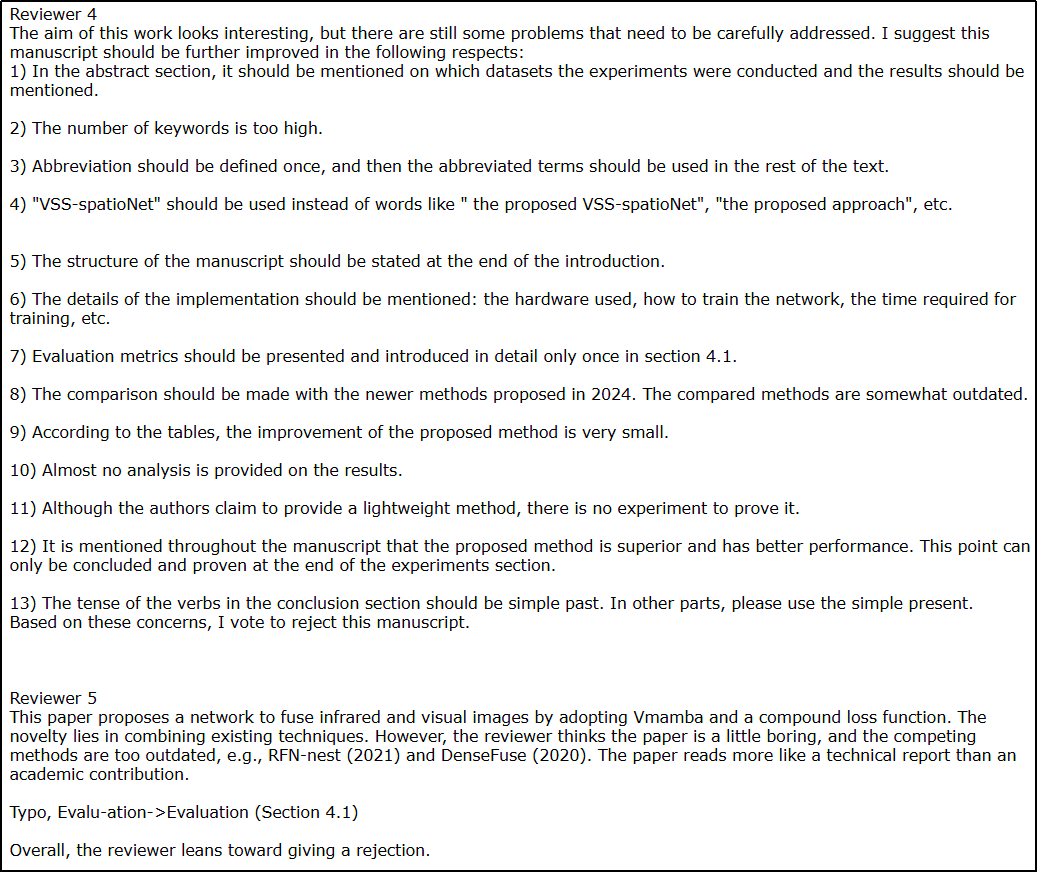 Reviewer 4
The aim of this work looks interesting, but there are still some problems that need to be carefully addressed. I suggest this
manuscript should be further improved in the following respects:
1) In the abstract section, it should be mentioned on which datasets the experiments were conducted and the results should be
mentioned.
2) The number of keywords is too high.
3) Abbreviation should be defined once, and then the abbreviated terms should be used in the rest of the text.
4) "VSS-spatioNet" should be used instead of words like " the proposed VSS-spatioNet", "the proposed approach", etc.
5) The structure of the manuscript should be stated at the end of the introduction.
6) The details of the implementation should be mentioned: the hardware used, how to train the network, the time required for
training, etc.
7) Evaluation metrics should be presented and introduced in detail only once in section 4.1.
8) The comparison should be made with the newer methods proposed in 2024. The compared methods are somewhat outdated.
9) According to the tables, the improvement of the proposed method is very small.
10) Almost no analysis is provided on the results.
11) Although the authors claim to provide a lightweight method, there is no experiment to prove it.
12) It is mentioned throughout the manuscript that the proposed method is superior and has better performance. This point can
only be concluded and proven at the end of the experiments section.
13) The tense of the verbs in the conclusion section should be simple past. In other parts, please use the simple present.
Based on these concerns, I vote to reject this manuscript.
Reviewer 5
This paper proposes a network to fuse infrared and visual images by adopting Vmamba and a compound loss function. The
novelty lies in combining existing techniques. However, the reviewer thinks the paper is a little boring, and the competing
methods are too outdated, e.g., RFN-nest (2021) and DenseFuse (2020). The paper reads more like a technical report than an
academic contribution.
Typo, Evalu-ation->Evaluation (Section 4.1)
Overall, the reviewer leans toward giving a rejection.